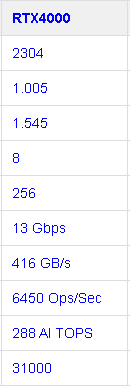 RTX4000
2304
1.005
1.545
8
256
13 Gbps
416 GB/s
6450 Ops/Sec
288 AI TOPS
31000